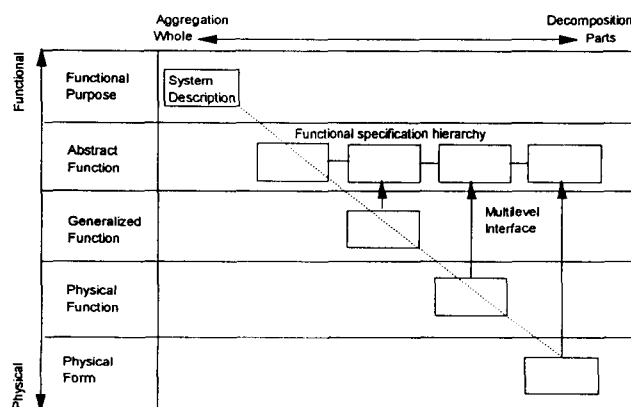 Aggregation
Whole
Decomposition
Parts
Functional
Functional
Purpose
System
Description
Functional specification hierarchy
Abstract
Function
Generalized
Function
Multilevel
Interface
Physical
Function
Physical
Form
Physical